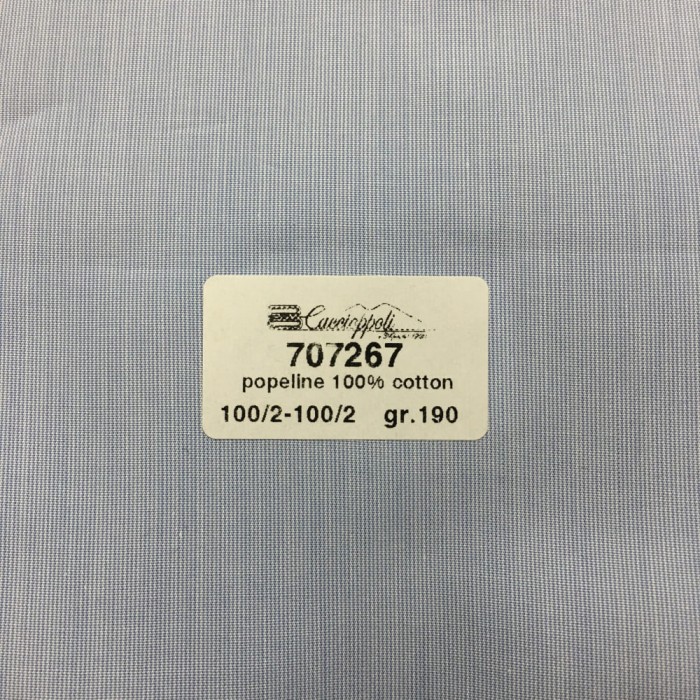 Caccioppoli
707267
popeline 100% cotton
100/2-100/2 gr.190